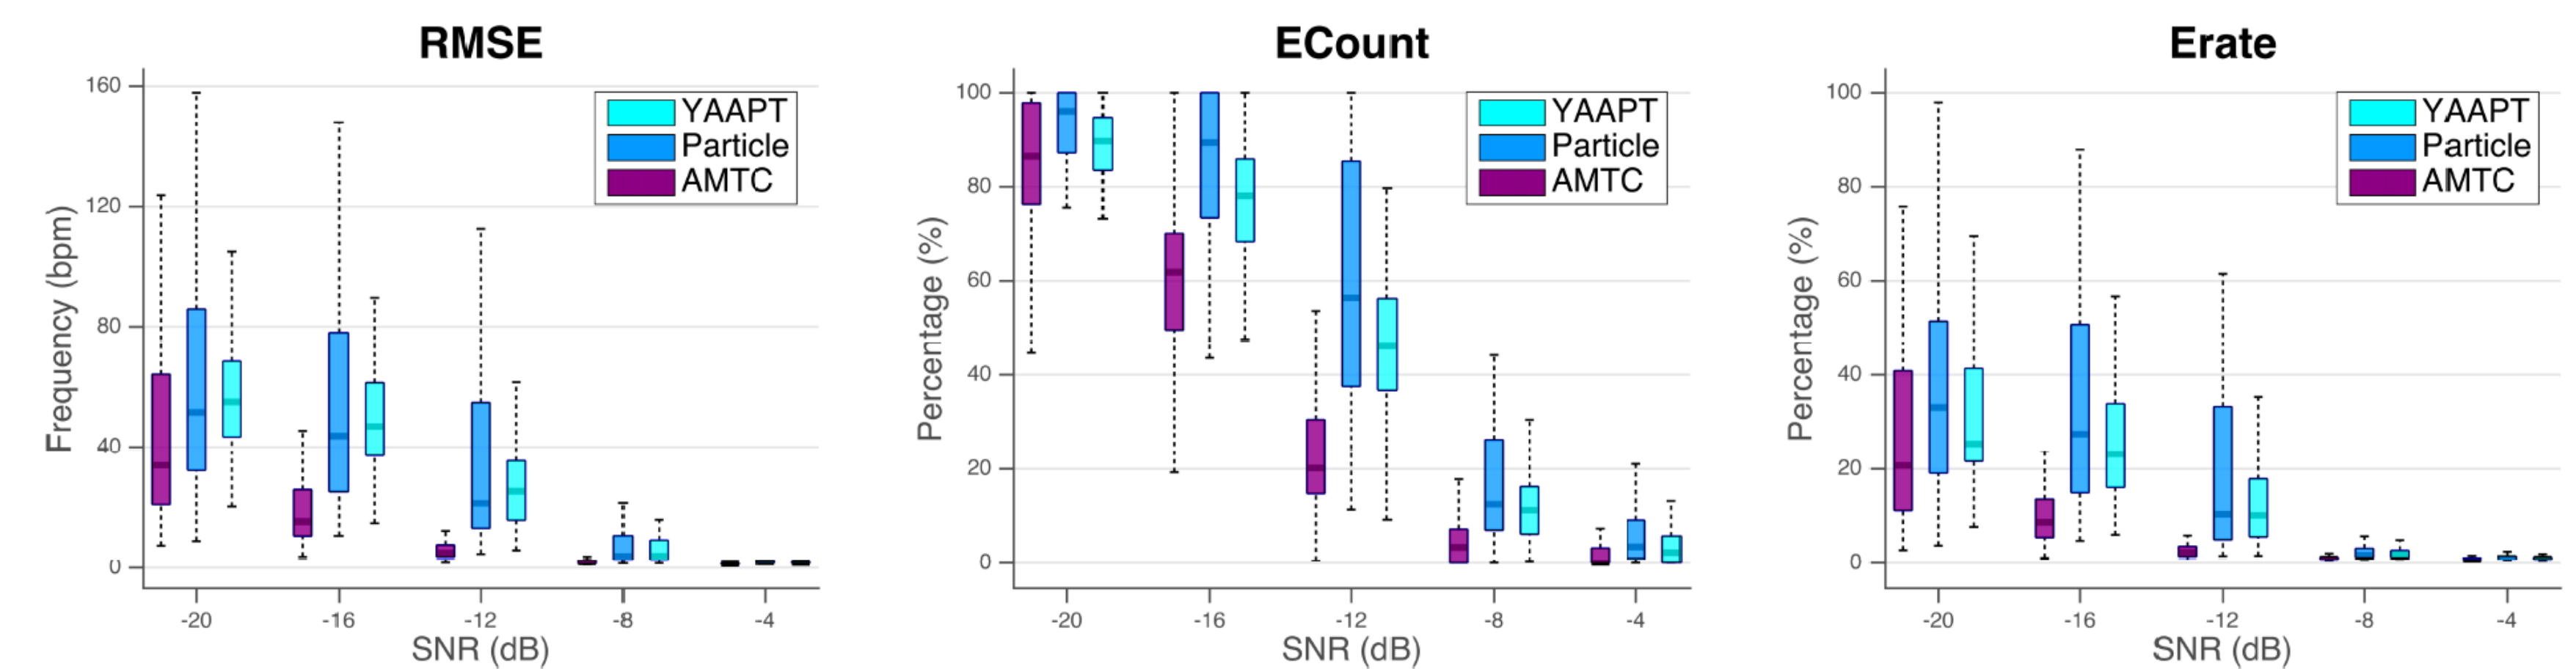 RMSE
160
120
80
40
0
Frequency (bpm)
YAAPT
Particle
AMTC
-20 -16 -12 -8 -4
SNR (dB)
ECount
100
80
60
40
20
0
Percentage (%)
YAAPT
Particle
AMTC
-20 -16 -12 -8 -4
SNR (dB)
Erate
100
80
60
40
20
0
Percentage (%)
YAAPT
Particle
AMTC
-20 -16 -12 -8 -4
SNR (dB)